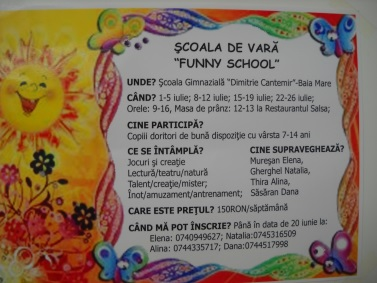 ŞCOALA DE VARĂ
"FUNNY SCHOOL"
UNDE? Şcoala Gimnazială "Dimitrie Cantemir"-Baia Mare
CÂND? 1-5 iulie; 8-12 iulie; 15-19 iulie; 22-26 iulie;
Orele: 9-16, Masa de prânz: 12-13 la Restaurantul Salsa;
CINE PARTICIPĂ?
Copiii doritori de bună dispoziţie cu vârsta 7-14 ani
CE SE ÎNTÂMPLĂ? CINE SUPRAVEGHEAZĂ?
Jocuri şi creaţie Mureşan Elena,
Lectură/teatru/natură Gherghel Natalia,
Talent/creaţie/mister; Thira Alina,
Înot/amuzament/antrenament; Săsăran Dana
CARE ESTE PREŢUL? 150RON/săptămână
CÂND MĂ POT ÎNSCRIE? Până în data de 20 iunie la:
Elena: 0740949627; Natalia:0745316509
Alina: 0744335717; Dana:0744517998